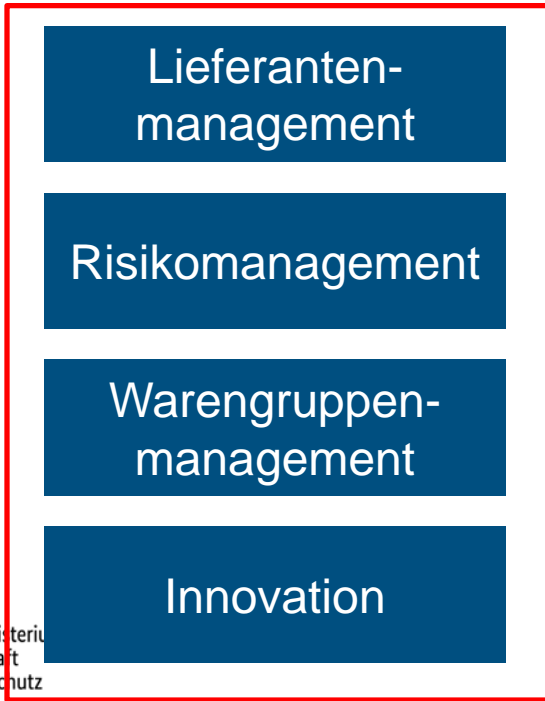 Lieferanten-
management
Risikomanagement
Warengruppen-
management
Innovation